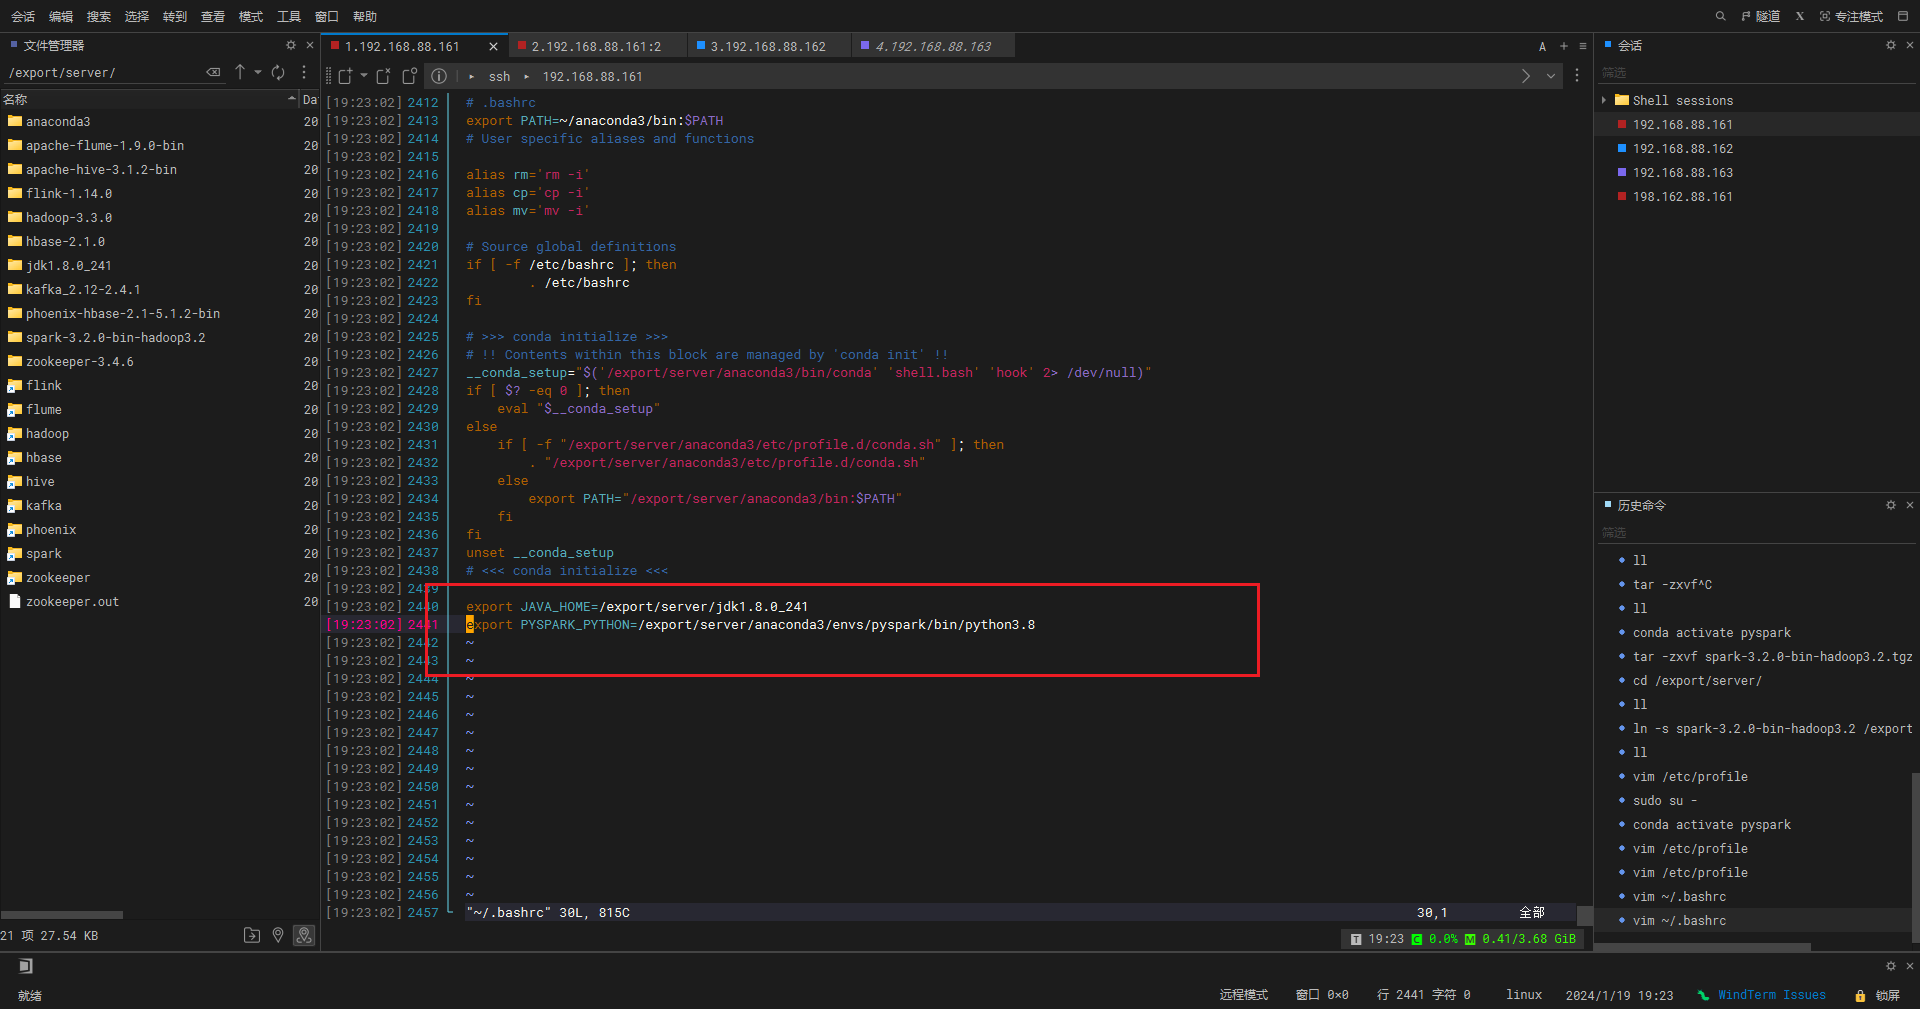 会话 编辑 搜索 选择 转到 查看 模式 工具 窗口 帮助
隧道 X 专注模式
文件管理器
/export/server/
名称 Da
anaconda3 20
apache-flume-1.9.0-bin 20
apache-hive-3.1.2-bin 20
flink-1.14.0 20
hadoop-3.3.0 20
hbase-2.1.0 20
jdk1.8.0_241 20
kafka_2.12-2.4.1 20
phoenix-hbase-2.1-5.1.2-bin 20
spark-3.2.0-bin-hadoop3.2 20
zookeeper-3.4.6 20
flink 20
flume 20
hadoop 20
hbase 20
hive 20
kafka 20
phoenix 20
spark 20
zookeeper 20
zookeeper.out 20
21 项 27.54 KB
1.192.168.88.161 2.192.168.88.161:2 3.192.168.88.162 4.192.168.88.163
A
ssh 192.168.88.161
[19:23:02] 2412 # .bashrc
[19:23:02] 2413 export PATH=~/anaconda3/bin:$PATH
[19:23:02] 2414 # User specific aliases and functions
[19:23:02] 2415
[19:23:02] 2416 alias rm='rm -i'
[19:23:02] 2417 alias cp='cp -i'
[19:23:02] 2418 alias mv='mv -i'
[19:23:02] 2419
[19:23:02] 2420 # Source global definitions
[19:23:02] 2421 if [ -f /etc/bashrc ]; then
[19:23:02] 2422 . /etc/bashrc
[19:23:02] 2423 fi
[19:23:02] 2424
[19:23:02] 2425 # >>> conda initialize >>>
[19:23:02] 2426 # !! Contents within this block are managed by 'conda init' !!
[19:23:02] 2427 __conda_setup="$('/export/server/anaconda3/bin/conda' 'shell.bash' 'hook' 2> /dev/null)"
[19:23:02] 2428 if [ $? -eq 0 ]; then
[19:23:02] 2429 eval "$__conda_setup"
[19:23:02] 2430 else
[19:23:02] 2431 if [ -f "/export/server/anaconda3/etc/profile.d/conda.sh" ]; then
[19:23:02] 2432 . "/export/server/anaconda3/etc/profile.d/conda.sh"
[19:23:02] 2433 else
[19:23:02] 2434 export PATH="/export/server/anaconda3/bin:$PATH"
[19:23:02] 2435 fi
[19:23:02] 2436 fi
[19:23:02] 2437 unset __conda_setup
[19:23:02] 2438 # <<< conda initialize <<<
[19:23:02] 2439
[19:23:02] 2440 export JAVA_HOME=/export/server/jdk1.8.0_241
[19:23:02] 2441 export PYSPARK_PYTHON=/export/server/anaconda3/envs/pyspark/bin/python3.8
[19:23:02] 2442 ~
[19:23:02] 2443 ~
[19:23:02] 2444 ~
[19:23:02] 2445 ~
[19:23:02] 2446 ~
[19:23:02] 2447 ~
[19:23:02] 2448 ~
[19:23:02] 2449 ~
[19:23:02] 2450 ~
[19:23:02] 2451 ~
[19:23:02] 2452 ~
[19:23:02] 2453 ~
[19:23:02] 2454 ~
[19:23:02] 2455 ~
[19:23:02] 2456 ~
[19:23:02] 2457 "~/.bashrc" 30L, 815C 30,1 全部
T 19:23 C 0.0% M 0.41/3.68 GiB
会话
筛选
Shell sessions
192.168.88.161
192.168.88.162
192.168.88.163
198.162.88.161
历史命令
筛选
ll
tar -zxvf^C
ll
conda activate pyspark
tar -zxvf spark-3.2.0-bin-hadoop3.2.tgz
cd /export/server/
ll
ln -s spark-3.2.0-bin-hadoop3.2 /export
ll
vim /etc/profile
sudo su -
conda activate pyspark
vim /etc/profile
vim /etc/profile
vim ~/.bashrc
vim ~/.bashrc
就绪 远程模式 窗口 0×0 行 2441 字符 0 linux 2024/1/19 19:23 WindTerm Issues 锁屏